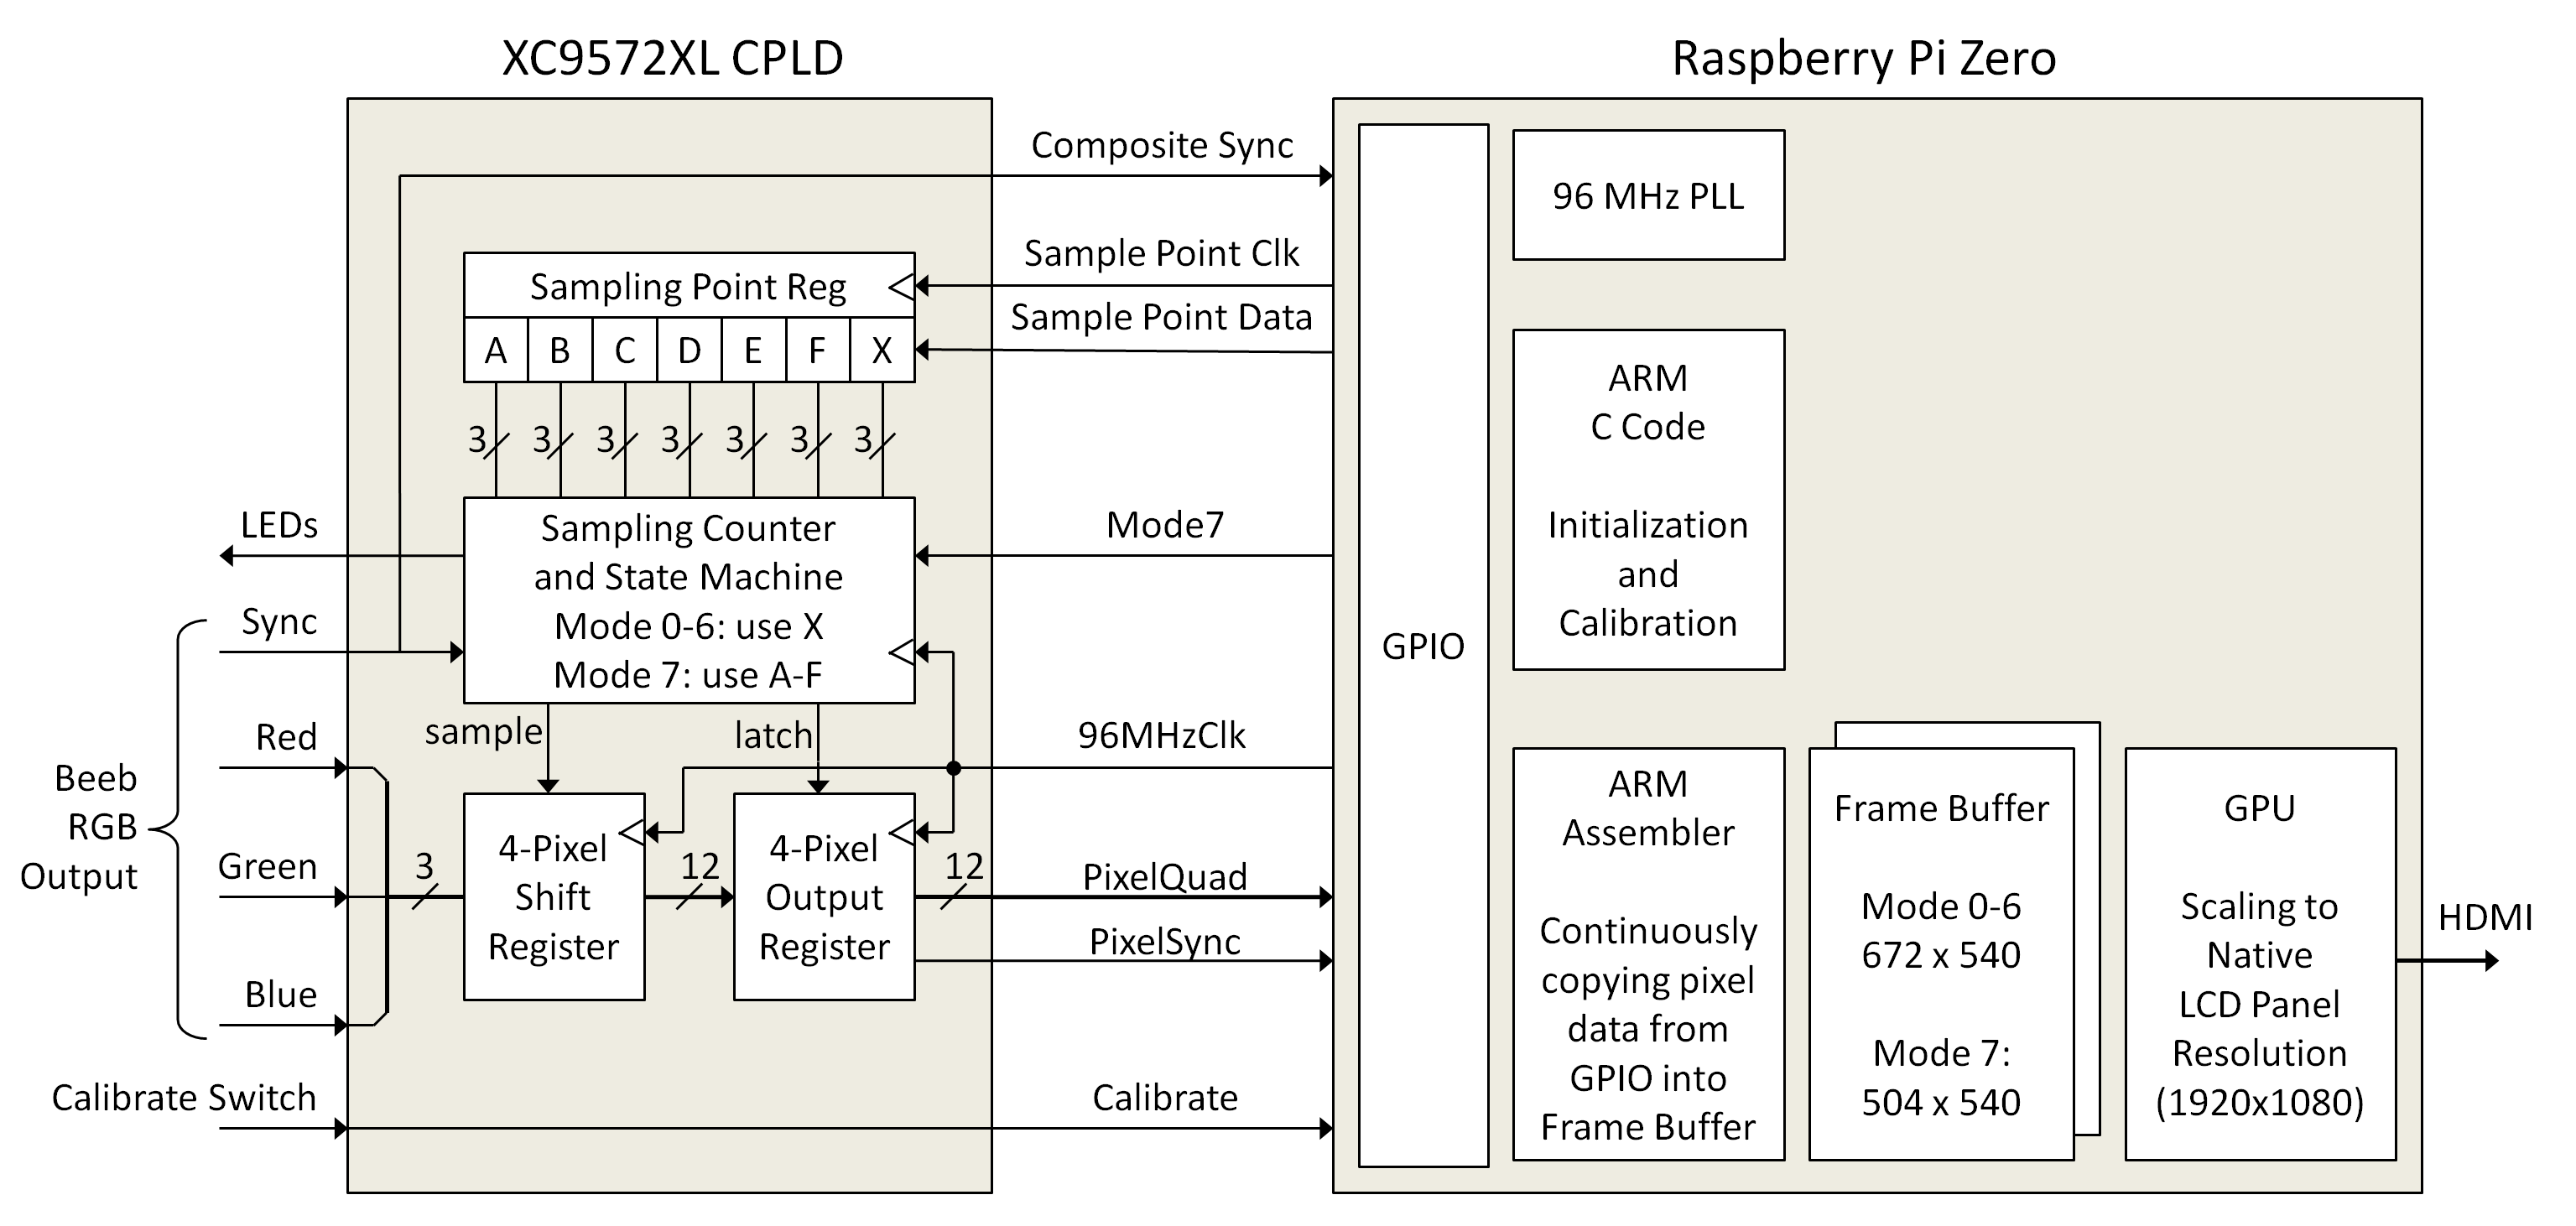 XC9572XL CPLD
Raspberry Pi Zero
Composite Sync
Sample Point Clk
Sample Point Data
Sampling Point Reg
A B C D E F X
3 3 3 3 3 3 3
LEDs
Sync
Red
Green
Blue
Beeb
RGB
Output
Calibrate Switch
Sampling Counter
and State Machine
Mode 0-6: use X
Mode 7: use A-F
sample
latch
3
4-Pixel
Shift
Register
12
4-Pixel
Output
Register
12
Mode7
96MHzClk
PixelQuad
PixelSync
Calibrate
GPIO
96 MHz PLL
ARM
C Code
Initialization
and
Calibration
ARM
Assembler
Continuously
copying pixel
data from
GPIO into
Frame Buffer
Frame Buffer
Mode 0-6
672 x 540
Mode 7:
504 x 540
GPU
Scaling to
Native
LCD Panel
Resolution
(1920x1080)
HDMI